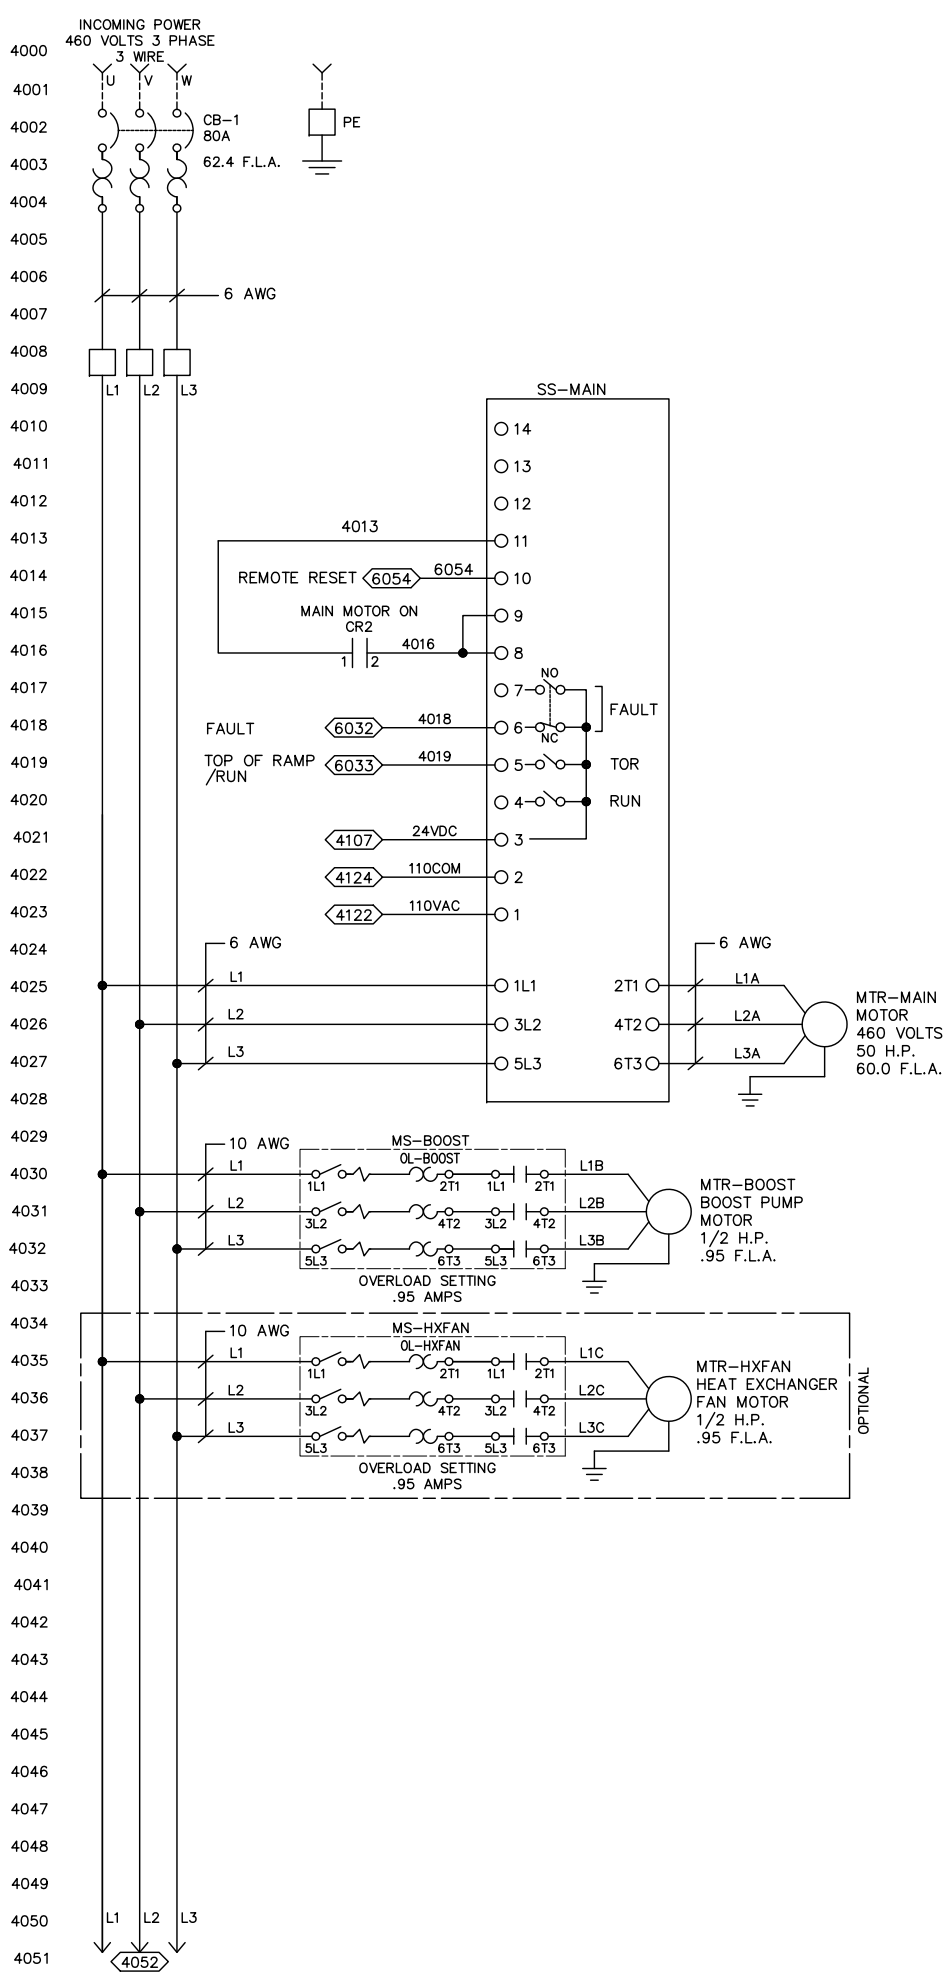 INCOMING POWER
460 VOLTS 3 PHASE
3 WIRE
4000
U V W
4001
4002
CB-1
80A
PE
4003
62.4 F.L.A.
4004
4005
4006
6 AWG
4007
4008
4009
L1 L2 L3
SS-MAIN
4010
14
4011
13
4012
12
4013
4013
11
4014
REMOTE RESET 6054 6054
10
4015
MAIN MOTOR ON
CR2
9
4016
1 2
4016
8
4017
7
NO
FAULT
4018
FAULT 6032 4018
6
NC
4019
TOP OF RAMP
/RUN
6033 4019
5
TOR
4020
4
RUN
4021
4107 24VDC
3
4022
4124 110COM
2
4023
4122 110VAC
1
4024
6 AWG
6 AWG
4025
L1
1L1
2T1
L1A
4026
L2
3L2
4T2
L2A
4027
L3
5L3
6T3
L3A
MTR-MAIN
MOTOR
460 VOLTS
50 H.P.
60.0 F.L.A.
4028
4029
10 AWG
MS-BOOST
OL-BOOST
4030
L1
1L1 2T1 1L1 2T1
L1B
4031
L2
3L2 4T2 3L2 4T2
L2B
4032
L3
5L3 6T3 5L3 6T3
L3B
MTR-BOOST
BOOST PUMP
MOTOR
1/2 H.P.
.95 F.L.A.
4033
OVERLOAD SETTING
.95 AMPS
4034
10 AWG
MS-HXFAN
OL-HXFAN
4035
L1
1L1 2T1 1L1 2T1
L1C
4036
L2
3L2 4T2 3L2 4T2
L2C
4037
L3
5L3 6T3 5L3 6T3
L3C
MTR-HXFAN
HEAT EXCHANGER
FAN MOTOR
1/2 H.P.
.95 F.L.A.
OPTIONAL
4038
OVERLOAD SETTING
.95 AMPS
4039
4040
4041
4042
4043
4044
4045
4046
4047
4048
4049
4050
L1 L2 L3
4051
4052